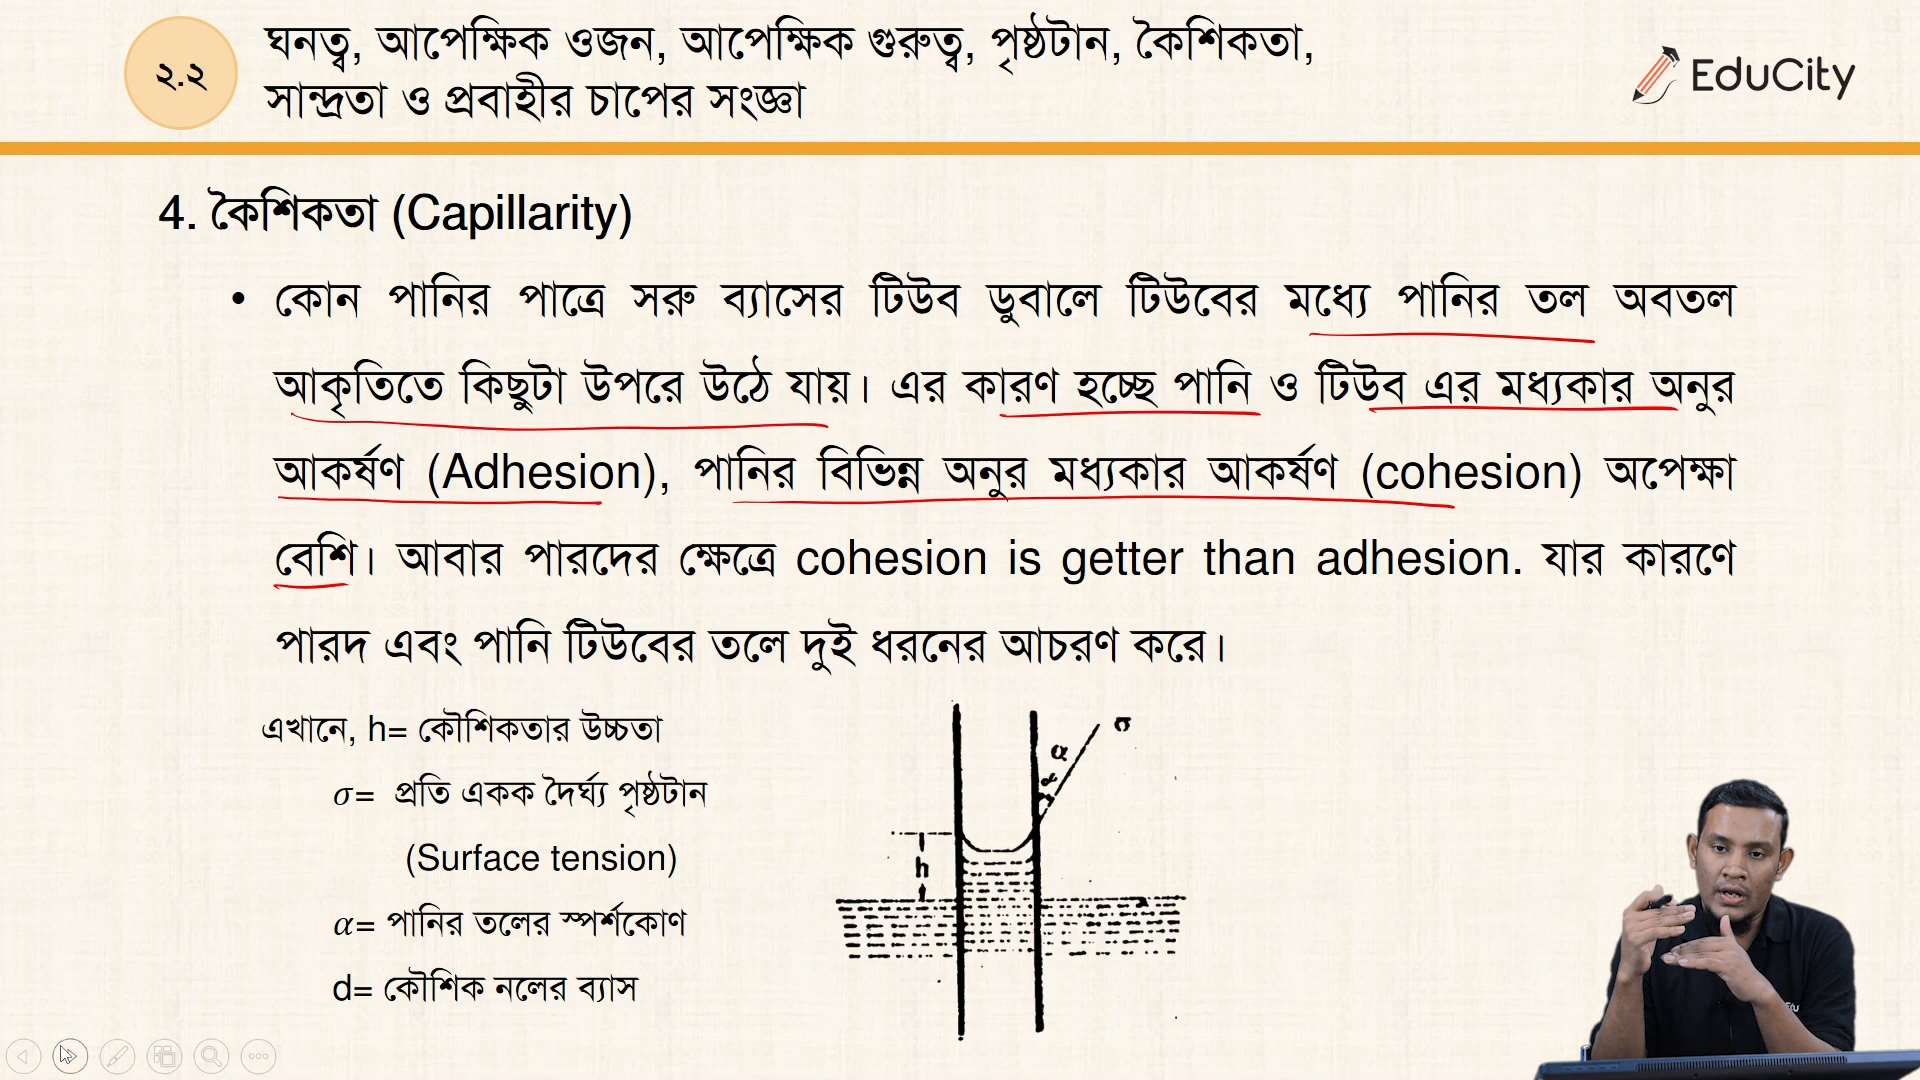 ২.২
ঘনত্ব, আপেক্ষিক ওজন, আপেক্ষিক গুরুত্ব, পৃষ্ঠটান, কৈশিকতা,
সান্দ্রতা ও প্রবাহীর চাপের সংজ্ঞা
EduCity
4. কৈশিকতা (Capillarity)
• কোন পানির পাত্রে সরু ব্যাসের টিউব ডুবালে টিউবের মধ্যে পানির তল অবতল
আকৃতিতে কিছুটা উপরে উঠে যায়। এর কারণ হচ্ছে পানি ও টিউব এর মধ্যকার অনুর
আকর্ষণ (Adhesion), পানির বিভিন্ন অনুর মধ্যকার আকর্ষণ (cohesion) অপেক্ষা
বেশি। আবার পারদের ক্ষেত্রে cohesion is getter than adhesion. যার কারণে
পারদ এবং পানি টিউবের তলে দুই ধরনের আচরণ করে।
এখানে, h= কৌশিকতার উচ্চতা
σ= প্রতি একক দৈর্ঘ্য পৃষ্ঠটান
(Surface tension)
α= পানির তলের স্পর্শকোণ
d= কৌশিক নলের ব্যাস
σ
α
h